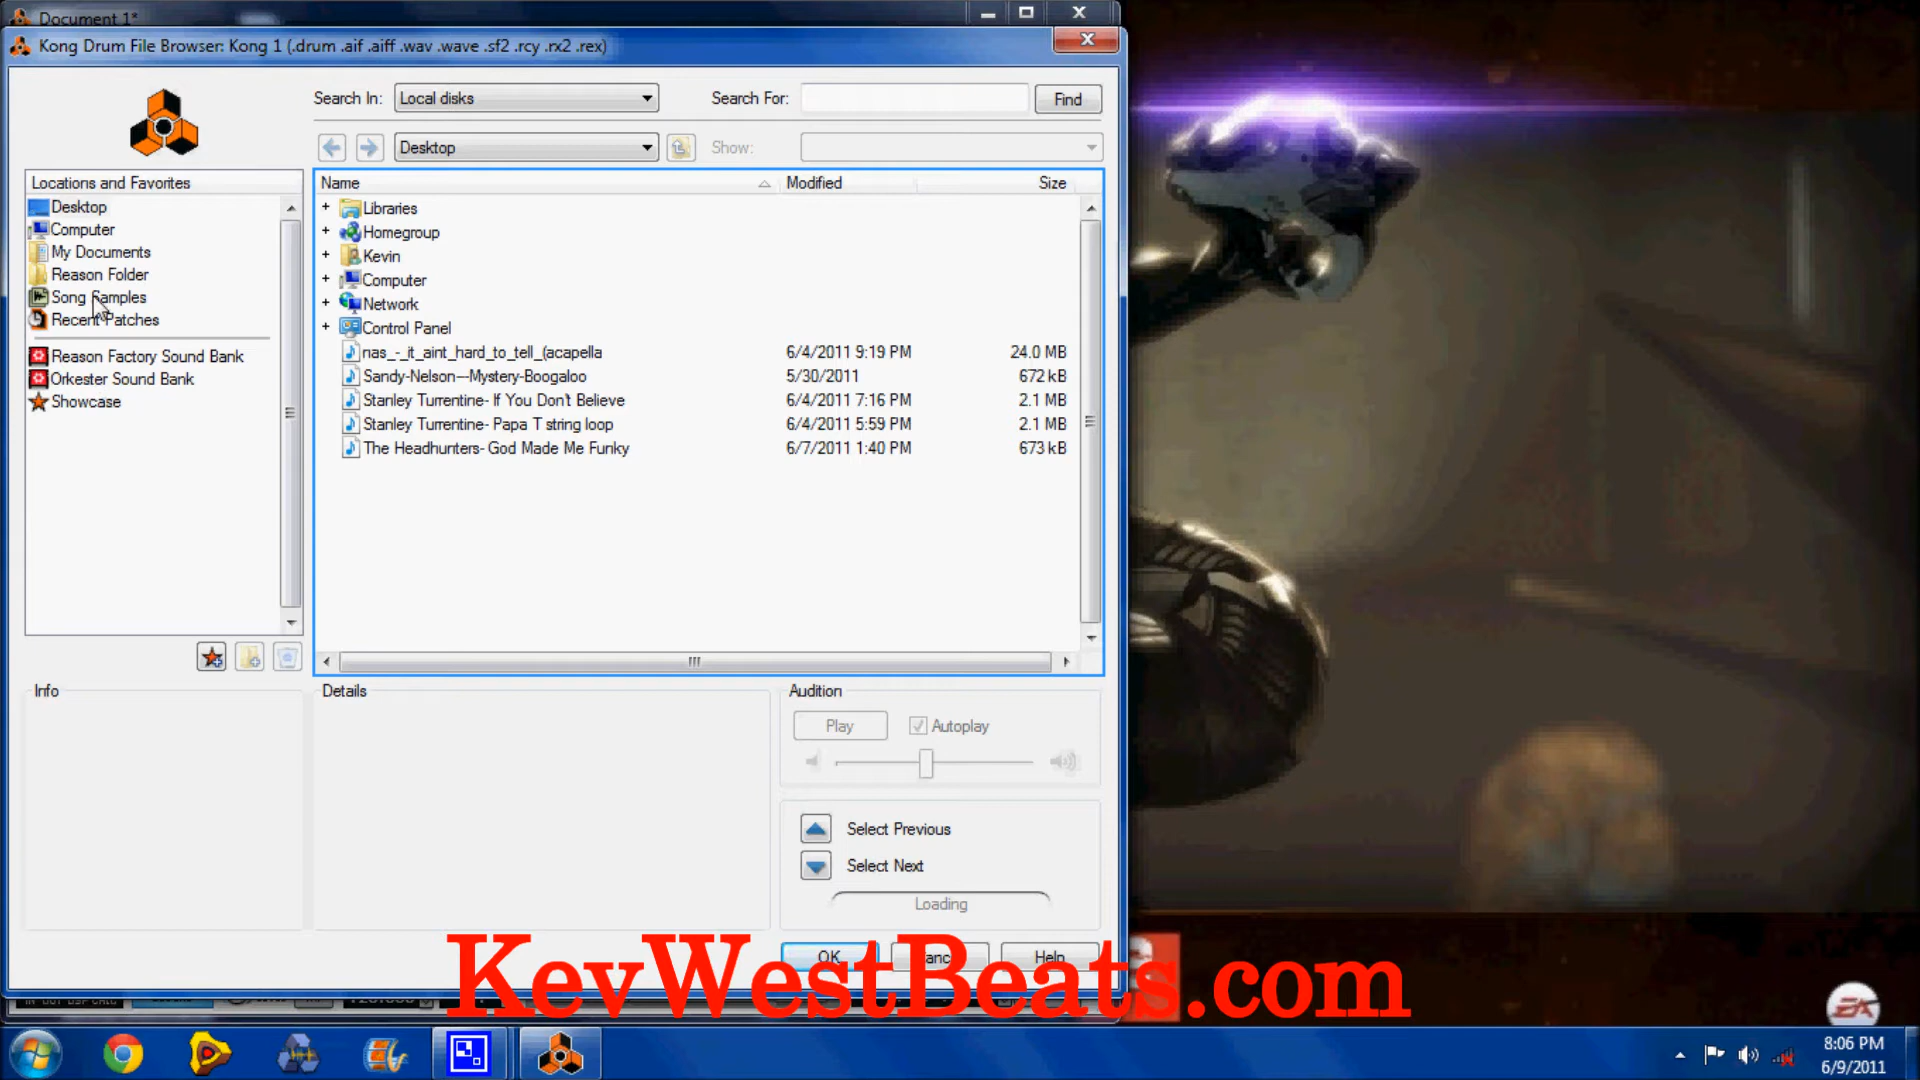 Document 1*
Kong Drum File Browser: Kong 1 (.drum .aif .aiff .wav .wave .sf2 .rcy .rx2 .rex)
Search In: Local disks Search For: Find
Desktop Show:
Locations and Favorites
Desktop
Computer
My Documents
Reason Folder
Song Samples
Recent Patches
Reason Factory Sound Bank
Orkester Sound Bank
Showcase
Name Modified Size
Libraries
Homegroup
Kevin
Computer
Network
Control Panel
nas_-_it_aint_hard_to_tell_(acapella 6/4/2011 9:19 PM 24.0 MB
Sandy-Nelson---Mystery-Boogaloo 5/30/2011 672 kB
Stanley Turrentine- If You Don't Believe 6/4/2011 7:16 PM 2.1 MB
Stanley Turrentine- Papa T string loop 6/4/2011 5:59 PM 2.1 MB
The Headhunters- God Made Me Funky 6/7/2011 1:40 PM 673 kB
Info
Details
Audition
Play Autoplay
Select Previous
Select Next
Loading
OK Help
KevWestBeats.com
EA
8:06 PM
6/9/2011